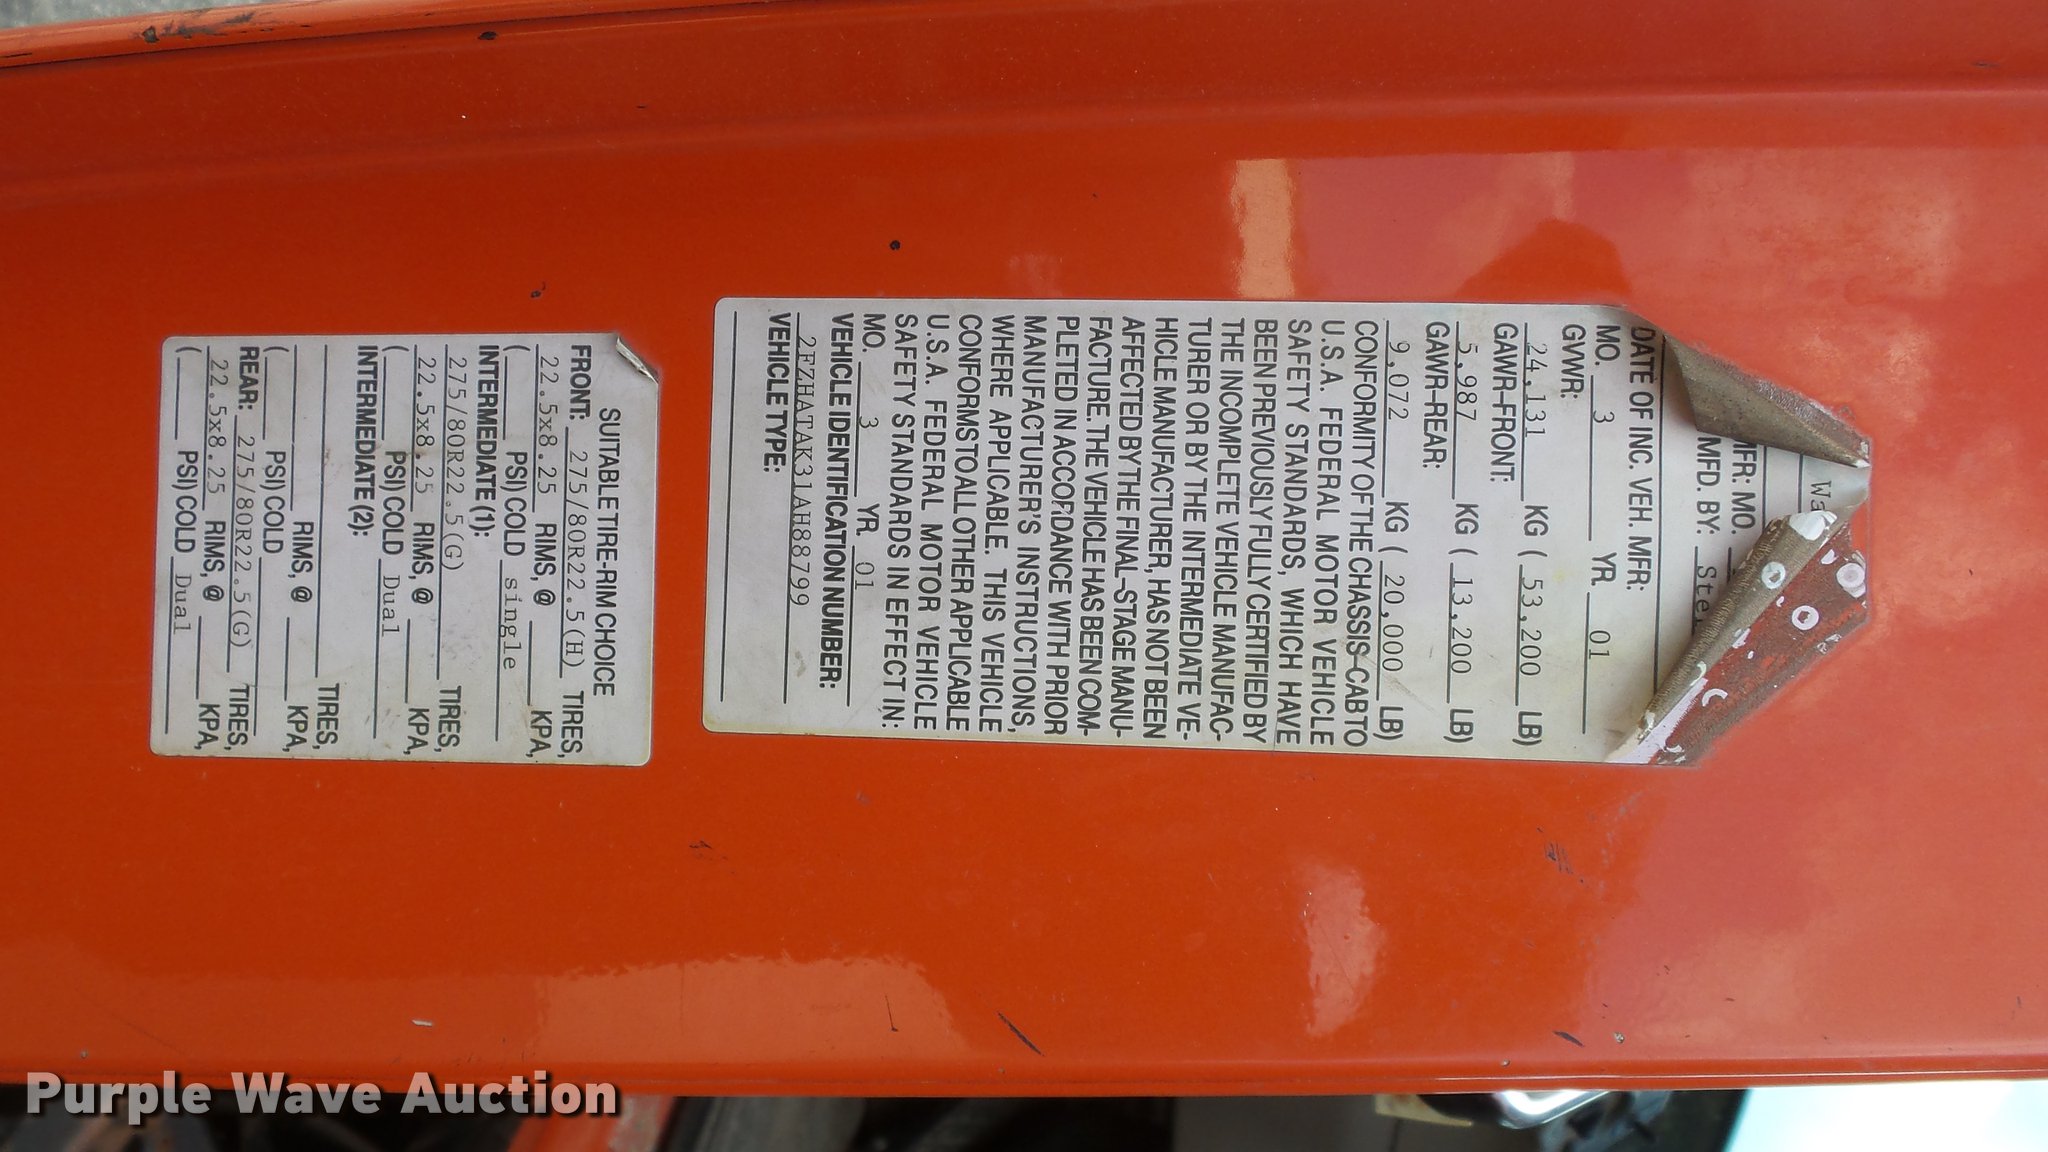 Wa
MFR: MO.
MFD. BY: Ste
DATE OF INC. VEH. MFR:
MO. 3 YR. 01
GVWR:
24,131 KG ( 53,200 LB)
GAWR-FRONT:
5,987 KG ( 13,200 LB)
GAWR-REAR:
9,072 KG ( 20,000 LB)
CONFORMITY OF THE CHASSIS-CAB TO
U.S.A. FEDERAL MOTOR VEHICLE
SAFETY STANDARDS, WHICH HAVE
BEEN PREVIOUSLY FULLY CERTIFIED BY
THE INCOMPLETE VEHICLE MANUFAC-
TURER OR BY THE INTERMEDIATE VE-
HICLE MANUFACTURER, HAS NOT BEEN
AFFECTED BY THE FINAL-STAGE MANU-
FACTURE. THE VEHICLE HAS BEEN COM-
PLETED IN ACCORDANCE WITH PRIOR
MANUFACTURER'S INSTRUCTIONS,
WHERE APPLICABLE. THIS VEHICLE
CONFORMS TO ALL OTHER APPLICABLE
U.S.A. FEDERAL MOTOR VEHICLE
SAFETY STANDARDS IN EFFECT IN:
MO. 3 YR. 01
VEHICLE IDENTIFICATION NUMBER:
2FZHATAK31AH88799
VEHICLE TYPE:
SUITABLE TIRE-RIM CHOICE
FRONT: 275/80R22.5(H) TIRES,
22.5x8.25 RIMS, @ KPA,
( PSI) COLD single
INTERMEDIATE (1):
275/80R22.5(G) TIRES,
22.5x8.25 RIMS, @ KPA,
( PSI) COLD Dual
INTERMEDIATE (2):
TIRES,
RIMS, @ KPA,
( PSI) COLD
REAR: 275/80R22.5(G) TIRES,
22.5x8.25 RIMS, @ KPA,
( PSI) COLD Dual
Purple Wave Auction